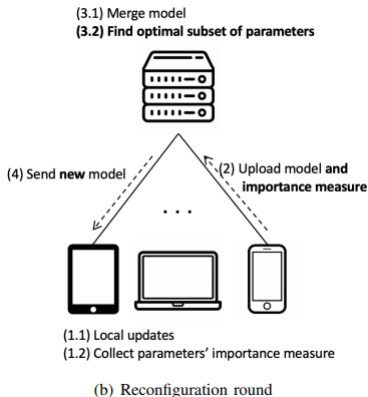 (3.1) Merge model
(3.2) Find optimal subset of parameters
(4) Send new model
(2) Upload model and
importance measure
. . .
(1.1) Local updates
(1.2) Collect parameters' importance measure
(b) Reconfiguration round